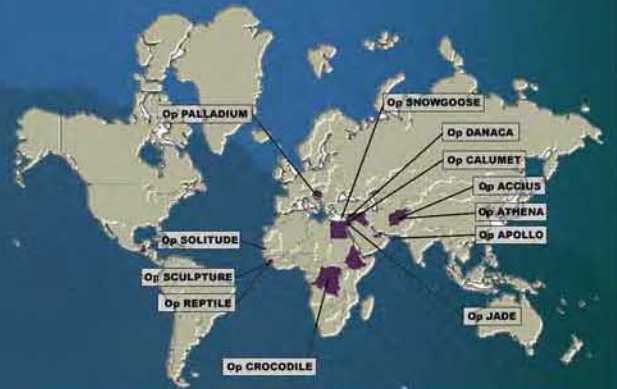 Op SNOWGOOSE
Op PALLADIUM
Op DANACA
Op CALUMET
Op ACCIUS
Op ATHENA
Op APOLLO
Op SOLITUDE
Op SCULPTURE
Op REPTILE
Op JADE
Op CROCODILE